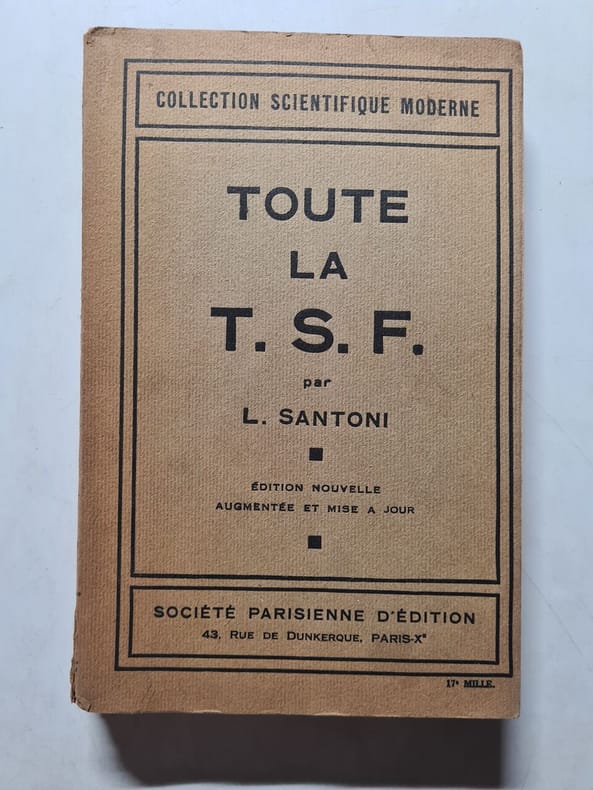 COLLECTION SCIENTIFIQUE MODERNE
TOUTE
LA
T. S. F.
par
L. SANTONI
ÉDITION NOUVELLE
AUGMENTÉE ET MISE A JOUR
SOCIÉTÉ PARISIENNE D'ÉDITION
43, RUE DE DUNKERQUE, PARIS-Xe
17e MILLE.